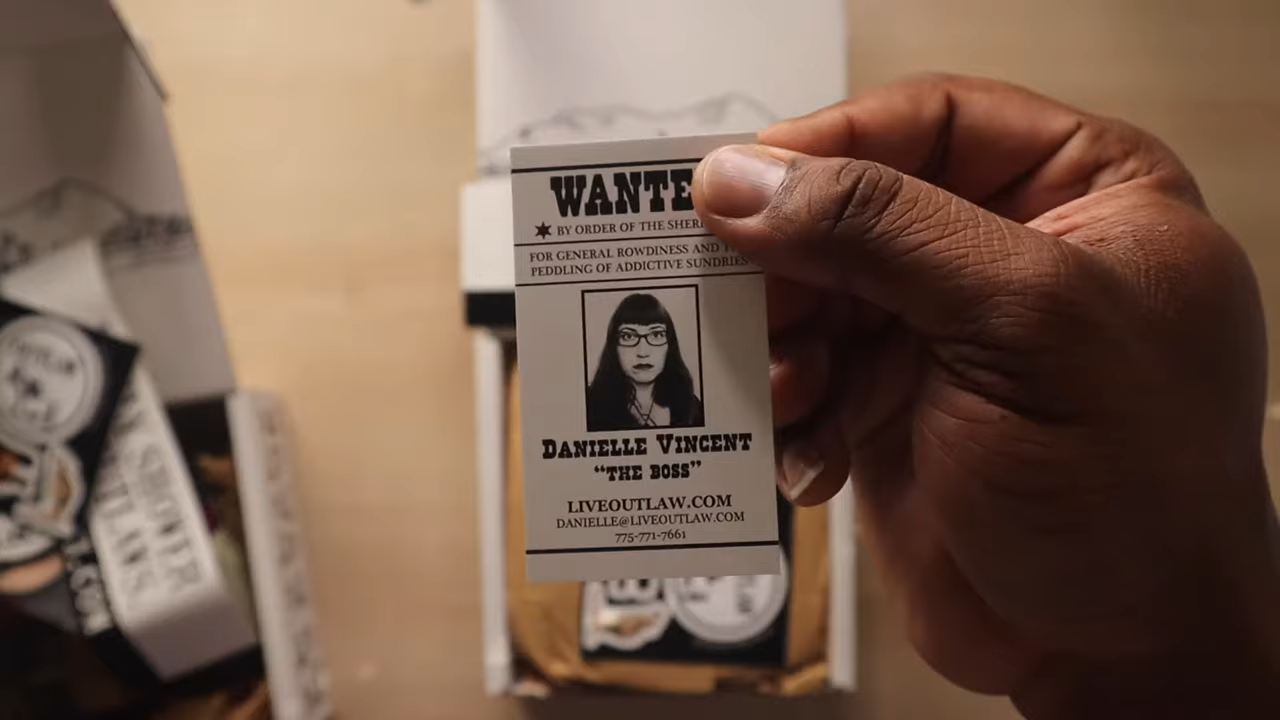 WANTE
BY ORDER OF THE SHER
FOR GENERAL ROWDINESS AND
PEDDLING OF ADDICTIVE SUNDRIES
DANIELLE VINCENT
“THE BOSS”
LIVEOUTLAW.COM
DANIELLE@LIVEOUTLAW.COM
775-771-7661
SHOWER